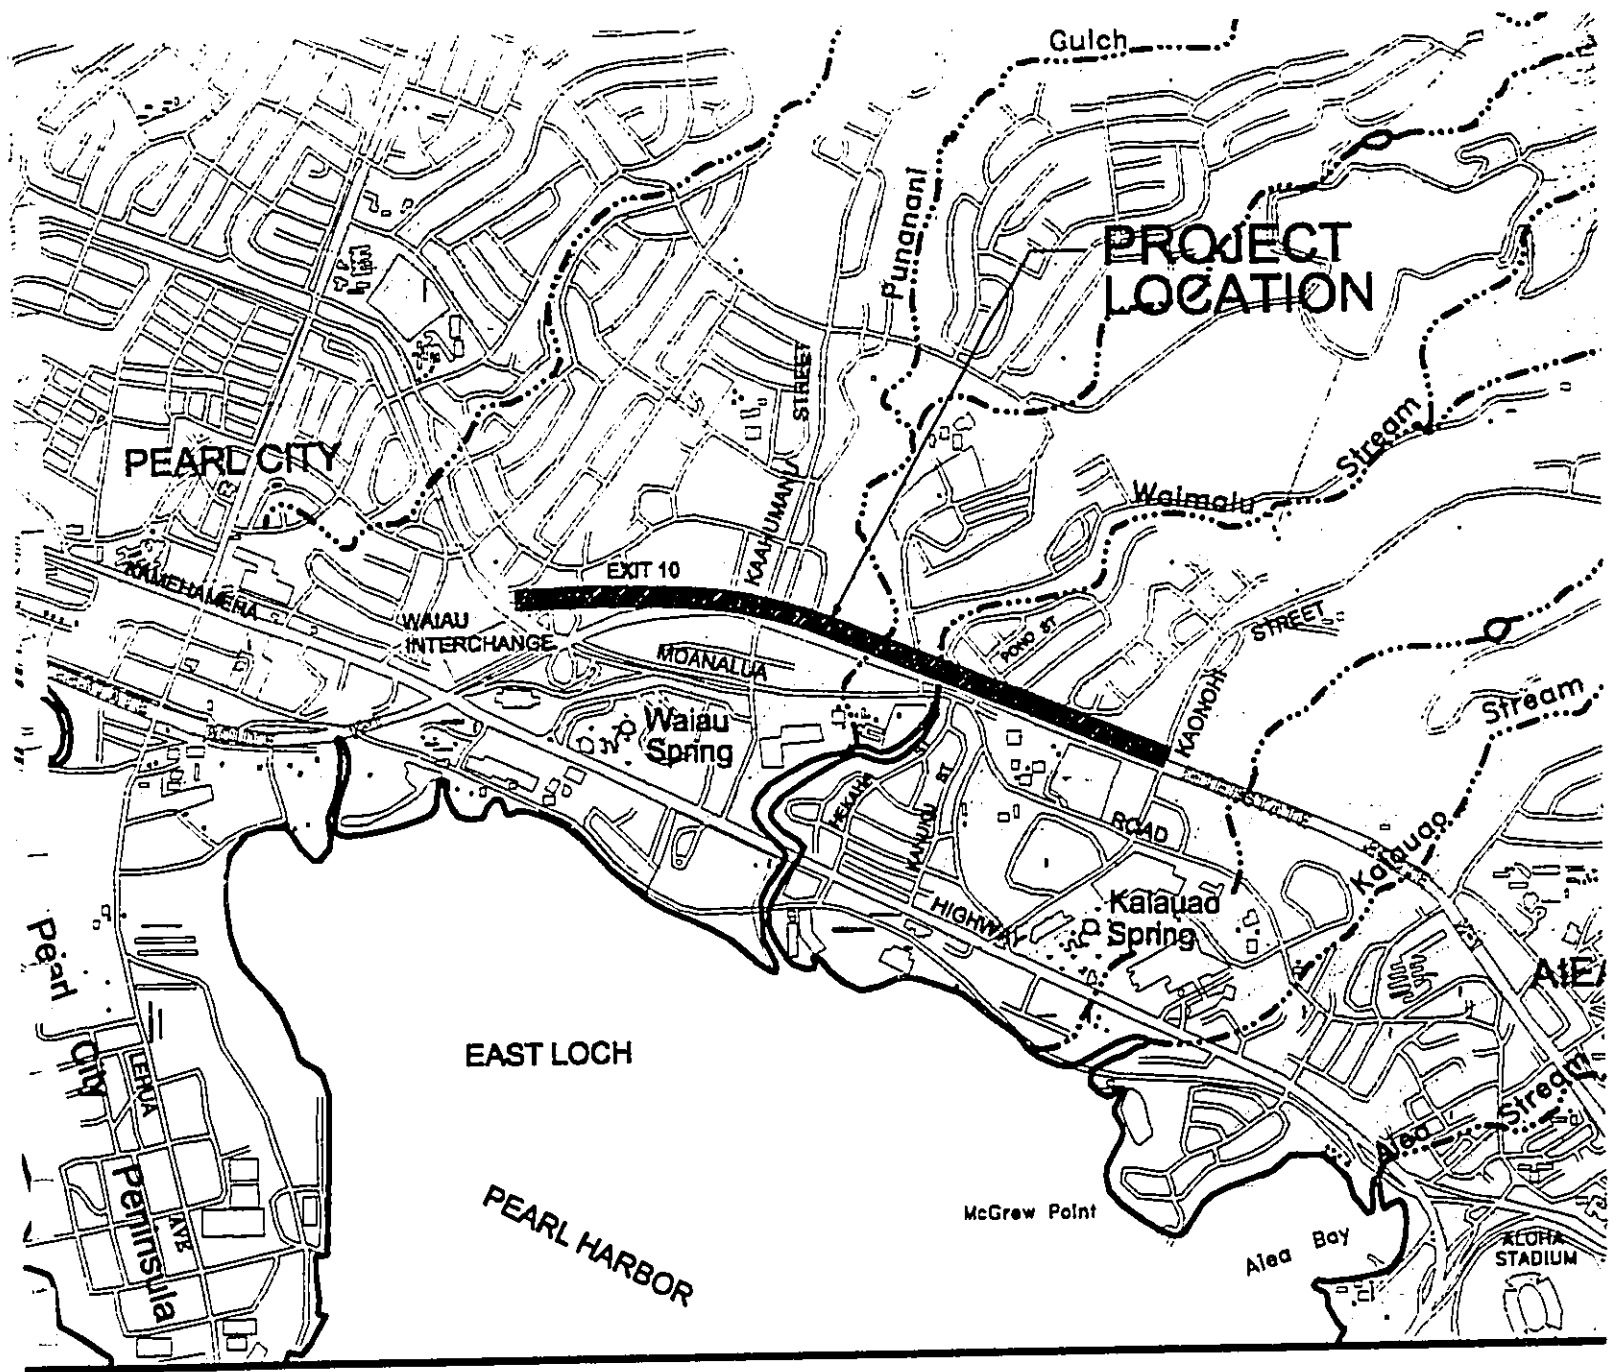 Gulch
Punanani
PROJECT
LOCATION
STREET
Stream
PEARL CITY
Waimalu
KAAHUMANU
EXIT 10
KAMEHAMEHA
WAIAU
INTERCHANGE
PONO ST
STREET
MOANALUA
KAONOHI
Stream
Waiau
Spring
INTERSTATE
KANUKU ST
ROAD
Kalauao
HIGHWAY
Kalauao
Spring
Pearl
City
Peninsula
AIEA
EAST LOCH
LEHUA
AVE
Stream
Aiea
PEARL HARBOR
McGrew Point
Aiea Bay
ALOHA
STADIUM